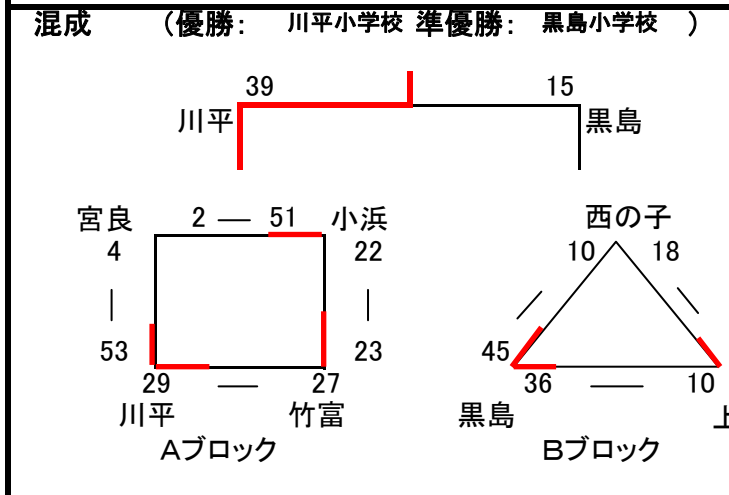 混成 (優勝: 川平小学校 準優勝: 黒島小学校 )
39 15
川平 黒島
宮良 2 — 51 小浜 西の子
4 22 10 18
| | — —
53 23 45
29 — 27 36 — 10
川平 竹富 黒島 上
Aブロック Bブロック